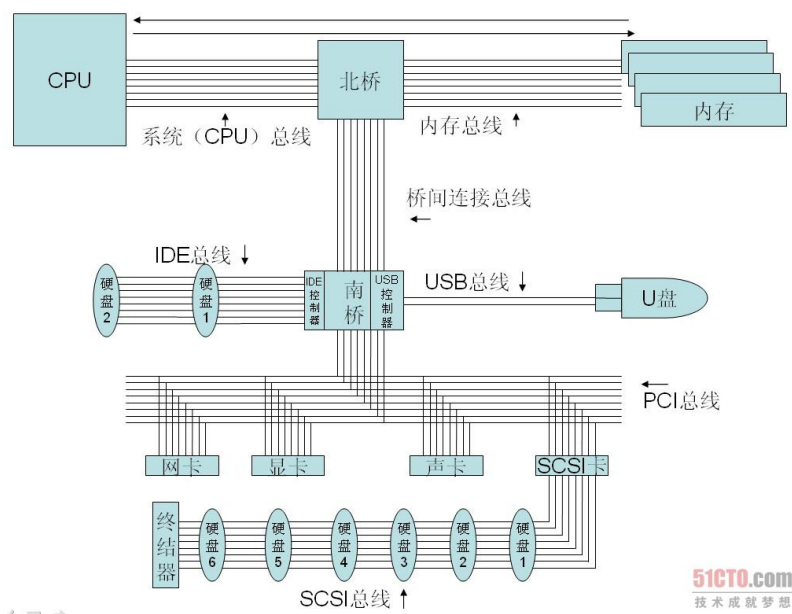 CPU
北桥
内存
系统（CPU）总线
内存总线
桥间连接总线
IDE总线
USB总线
硬盘2
硬盘1
IDE控制器
南桥
USB控制器
U盘
PCI总线
网卡
显卡
声卡
SCSI卡
终结器
硬盘6
硬盘5
硬盘4
硬盘3
硬盘2
硬盘1
SCSI总线
51CTO.com
技术成就梦想